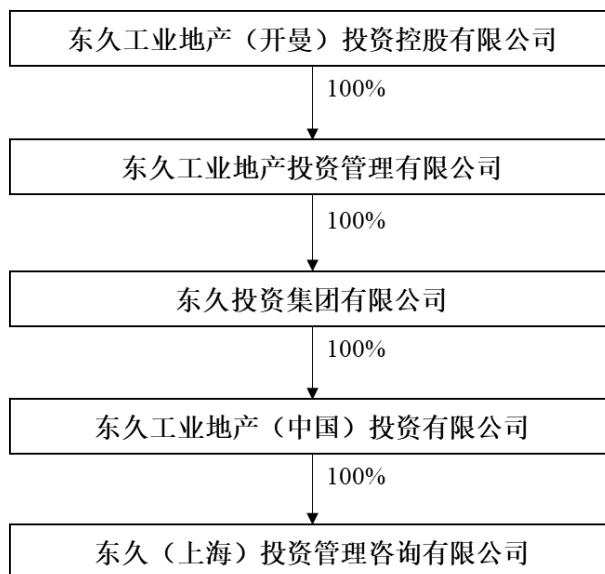 东久工业地产（开曼）投资控股有限公司
100%
东久工业地产投资管理有限公司
100%
东久投资集团有限公司
100%
东久工业地产（中国）投资有限公司
100%
东久（上海）投资管理咨询有限公司